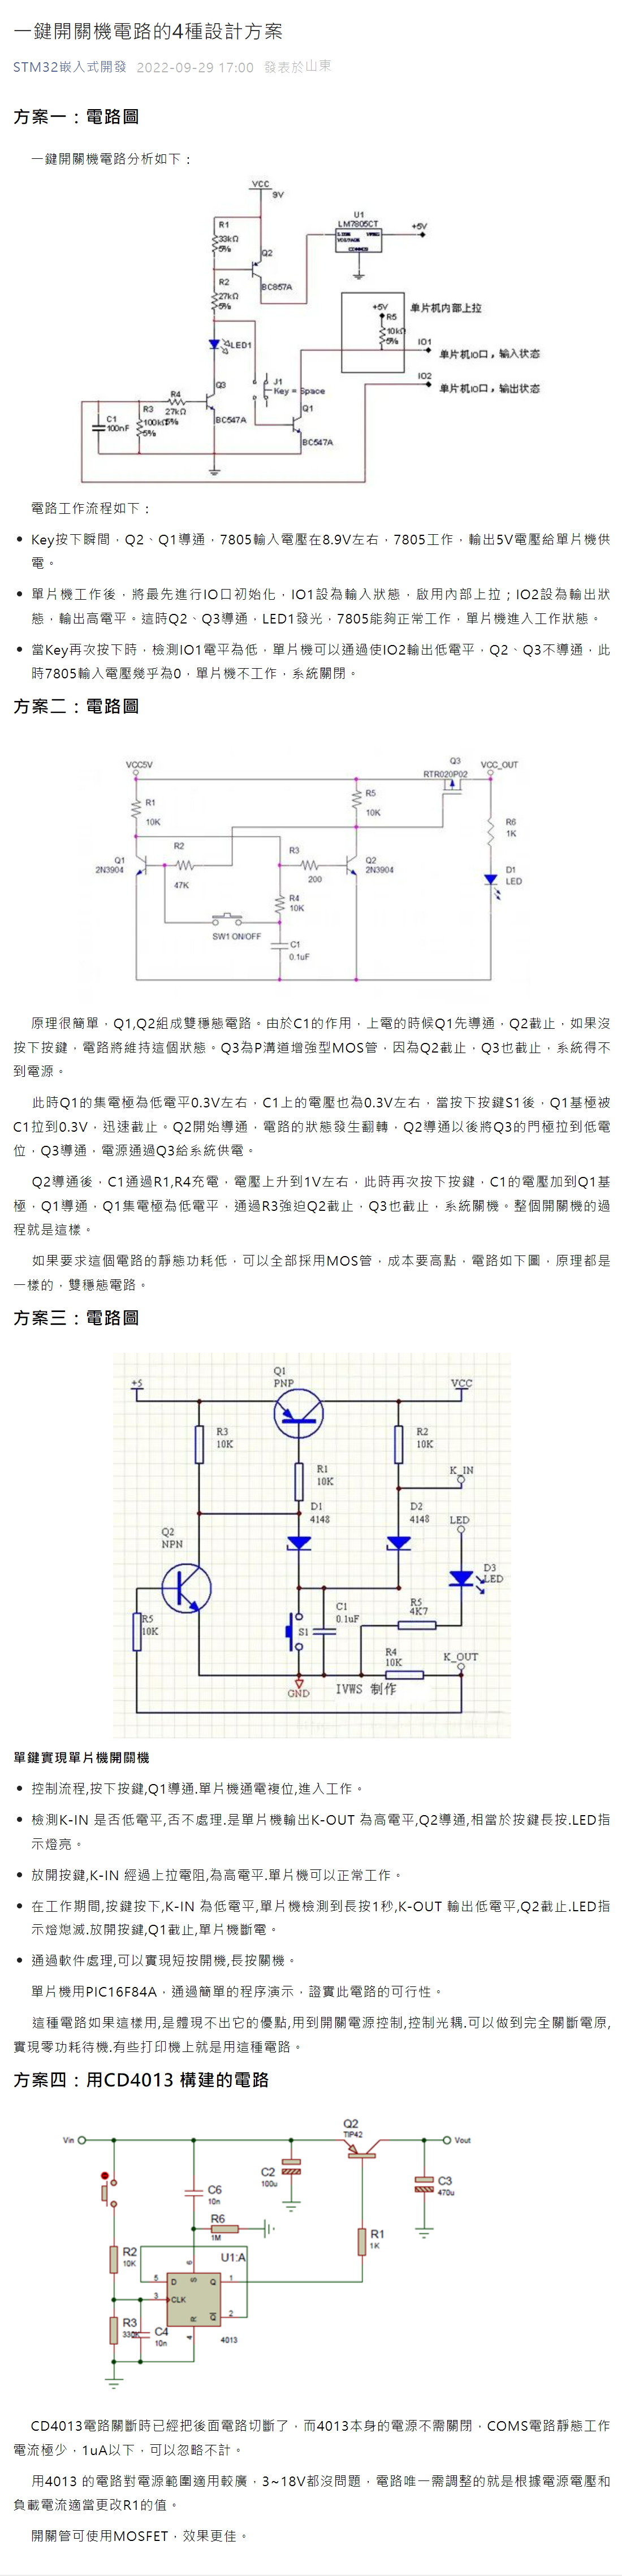 一鍵開關機電路的4種設計方案
STM32嵌入式開發 2022-09-29 17:00 發表於山東
方案一：電路圖
一鍵開關機電路分析如下：
VCC
9V
U1
LM7805CT
+5V
R1
33kΩ
5%
Q2
BC857A
R2
27kΩ
5%
LED1
+5V
R5
10kΩ
5%
单片机内部上拉
IO1
单片机IO口，输入状态
IO2
单片机IO口，输出状态
J1
Key = Space
Q3
BC547A
R4
27kΩ
5%
R3
100kΩ
5%
C1
100nF
Q1
BC547A
電路工作流程如下：
Key按下瞬間，Q2、Q1導通，7805輸入電壓在8.9V左右，7805工作，輸出5V電壓給單片機供
電。
單片機工作後，將最先進行IO口初始化，IO1設為輸入狀態，啟用內部上拉；IO2設為輸出狀
態，輸出高電平。這時Q2、Q3導通，LED1發光，7805能夠正常工作，單片機進入工作狀態。
當Key再次按下時，檢測IO1電平為低，單片機可以通過使IO2輸出低電平，Q2、Q3不導通，此
時7805輸入電壓幾乎為0，單片機不工作，系統關閉。
方案二：電路圖
VCC5V
Q3
RTR020P02
VCC_OUT
R1
10K
R5
10K
R6
1K
Q1
2N3904
R2
47K
R3
200
Q2
2N3904
D1
LED
R4
10K
SW1 ON/OFF
C1
0.1uF
原理很簡單，Q1,Q2組成雙穩態電路。由於C1的作用，上電的時候Q1先導通，Q2截止，如果沒
按下按鍵，電路將維持這個狀態。Q3為P溝道增強型MOS管，因為Q2截止，Q3也截止，系統得不
到電源。
此時Q1的集電極為低電平0.3V左右，C1上的電壓也為0.3V左右，當按下按鍵S1後，Q1基極被
C1拉到0.3V，迅速截止。Q2開始導通，電路的狀態發生翻轉，Q2導通以後將Q3的門極拉到低電
位，Q3導通，電源通過Q3給系統供電。
Q2導通後，C1通過R1,R4充電，電壓上升到1V左右，此時再次按下按鍵，C1的電壓加到Q1基
極，Q1導通，Q1集電極為低電平，通過R3強迫Q2截止，Q3也截止，系統關機。整個開關機的過
程就是這樣。
如果要求這個電路的靜態功耗低，可以全部採用MOS管，成本要高點，電路如下圖，原理都是
一樣的，雙穩態電路。
方案三：電路圖
+5
Q1
PNP
VCC
R3
10K
R2
10K
R1
10K
K_IN
D1
4148
D2
4148
LED
Q2
NPN
D3
LED
R5
10K
S1
C1
0.1uF
R5
4K7
R4
10K
K_OUT
GND
IVWS 制作
單鍵實現單片機開關機
控制流程,按下按鍵,Q1導通.單片機通電複位,進入工作。
檢測K-IN 是否低電平,否不處理.是單片機輸出K-OUT 為高電平,Q2導通,相當於按鍵長按.LED指
示燈亮。
放開按鍵,K-IN 經過上拉電阻,為高電平.單片機可以正常工作。
在工作期間,按鍵按下,K-IN 為低電平,單片機檢測到長按1秒,K-OUT 輸出低電平,Q2截止.LED指
示燈熄滅.放開按鍵,Q1截止,單片機斷電。
通過軟件處理,可以實現短按開機,長按關機。
單片機用PIC16F84A，通過簡單的程序演示，證實此電路的可行性。
這種電路如果這樣用,是體現不出它的優點,用到開關電源控制,控制光耦.可以做到完全關斷電原,
實現零功耗待機.有些打印機上就是用這種電路。
方案四：用CD4013 構建的電路
Vin
Q2
TIP42
Vout
C2
100u
C3
470u
C6
10n
R6
1M
R1
1K
R2
10K
U1:A
5 D S Q 1
3 CLK
R Q 2
6
4
4013
R3
330K
C4
10n
CD4013電路關斷時已經把後面電路切斷了，而4013本身的電源不需關閉，COMS電路靜態工作
電流極少，1uA以下，可以忽略不計。
用4013 的電路對電源範圍適用較廣，3~18V都沒問題，電路唯一需調整的就是根據電源電壓和
負載電流適當更改R1的值。
開關管可使用MOSFET，效果更佳。